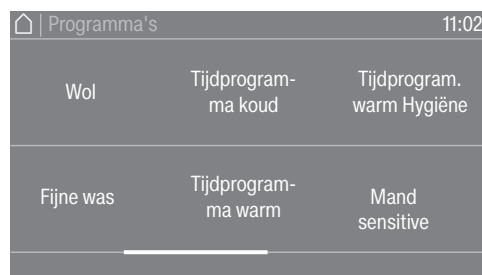 | Programma's 11:02
Wol
Tijdprogram-
ma koud
Tijdprogram.
warm Hygiëne
Fijne was
Tijdprogram-
ma warm
Mand
sensitive